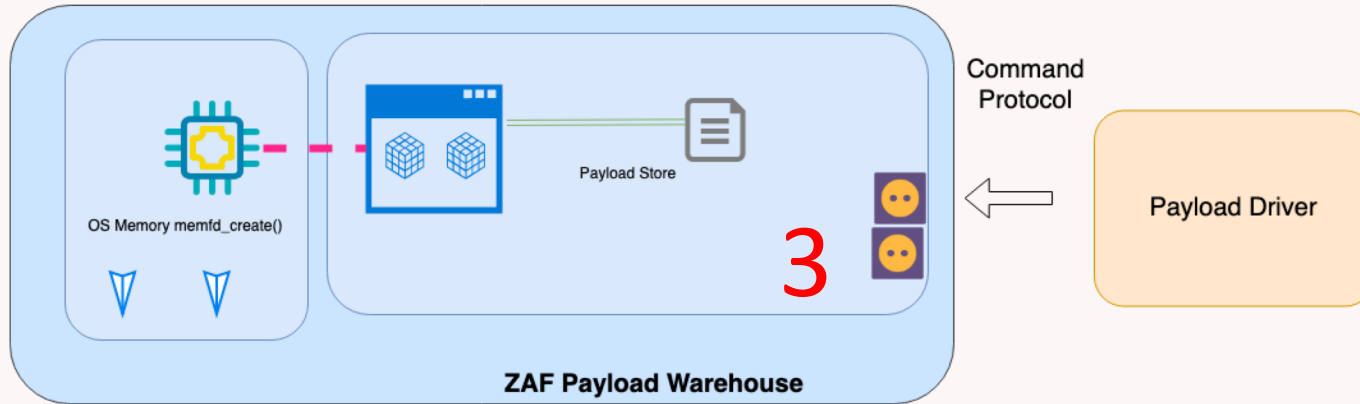 Command
Protocol
Payload Store
OS Memory memfd_create()
Payload Driver
3
ZAF Payload Warehouse